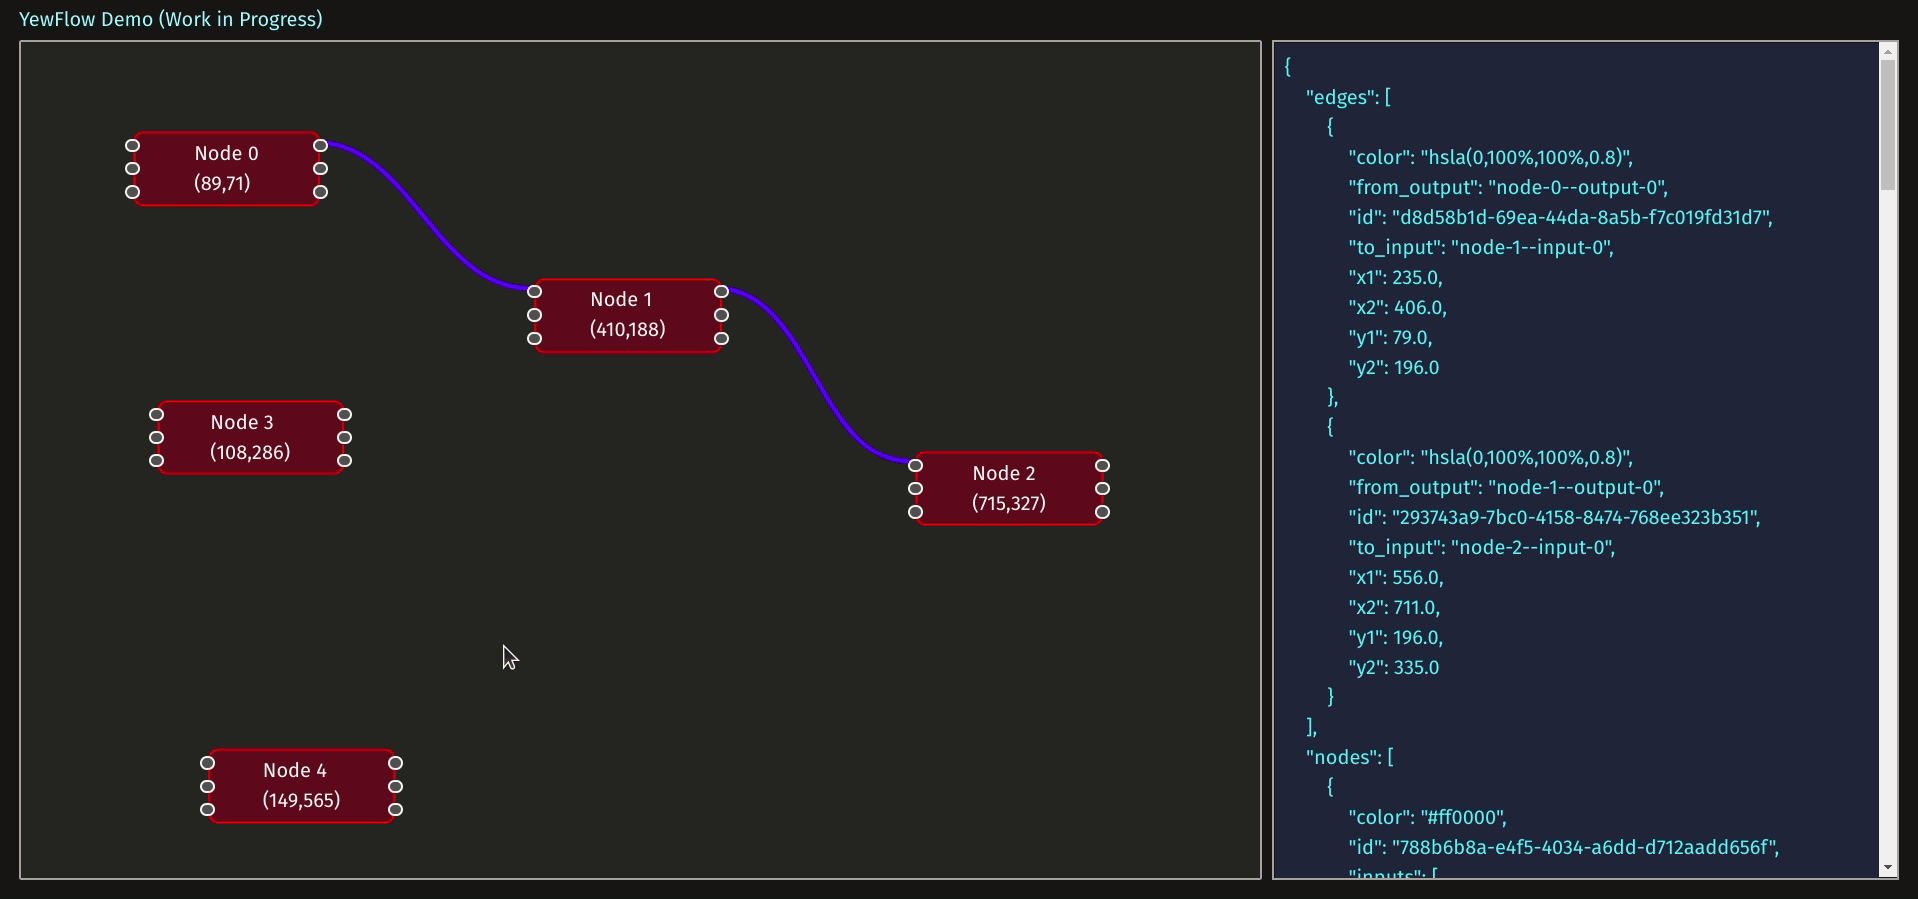 YewFlow Demo (Work in Progress)
Node 0
(89,71)
Node 1
(410,188)
Node 3
(108,286)
Node 2
(715,327)
Node 4
(149,565)
{
"edges": [
{
"color": "hsla(0,100%,100%,0.8)",
"from_output": "node-0--output-0",
"id": "d8d58b1d-69ea-44da-8a5b-f7c019fd31d7",
"to_input": "node-1--input-0",
"x1": 235.0,
"x2": 406.0,
"y1": 79.0,
"y2": 196.0
},
{
"color": "hsla(0,100%,100%,0.8)",
"from_output": "node-1--output-0",
"id": "293743a9-7bc0-4158-8474-768ee323b351",
"to_input": "node-2--input-0",
"x1": 556.0,
"x2": 711.0,
"y1": 196.0,
"y2": 335.0
}
],
"nodes": [
{
"color": "#ff0000",
"id": "788b6b8a-e4f5-4034-a6dd-d712aadd656f",
"inputs": [